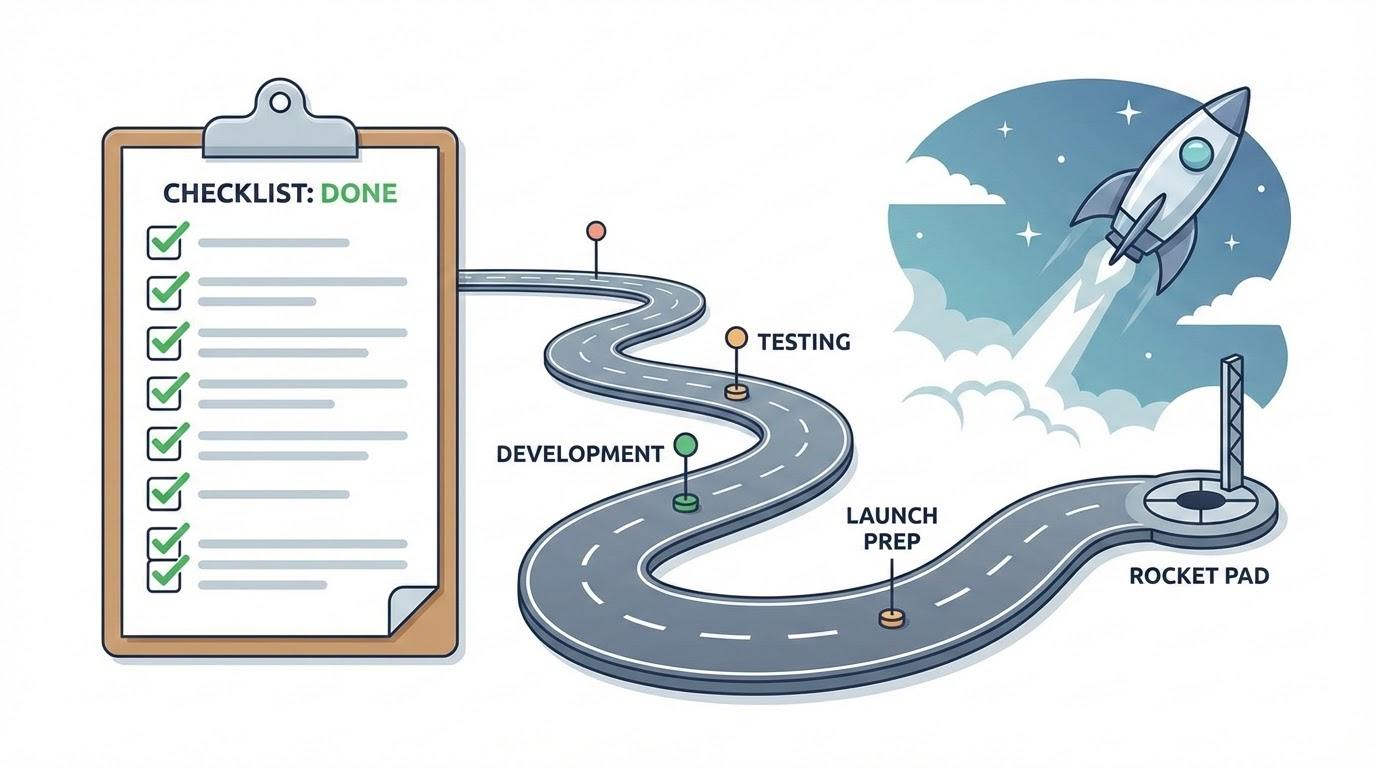 CHECKLIST: DONE
TESTING
DEVELOPMENT
LAUNCH
PREP
ROCKET PAD